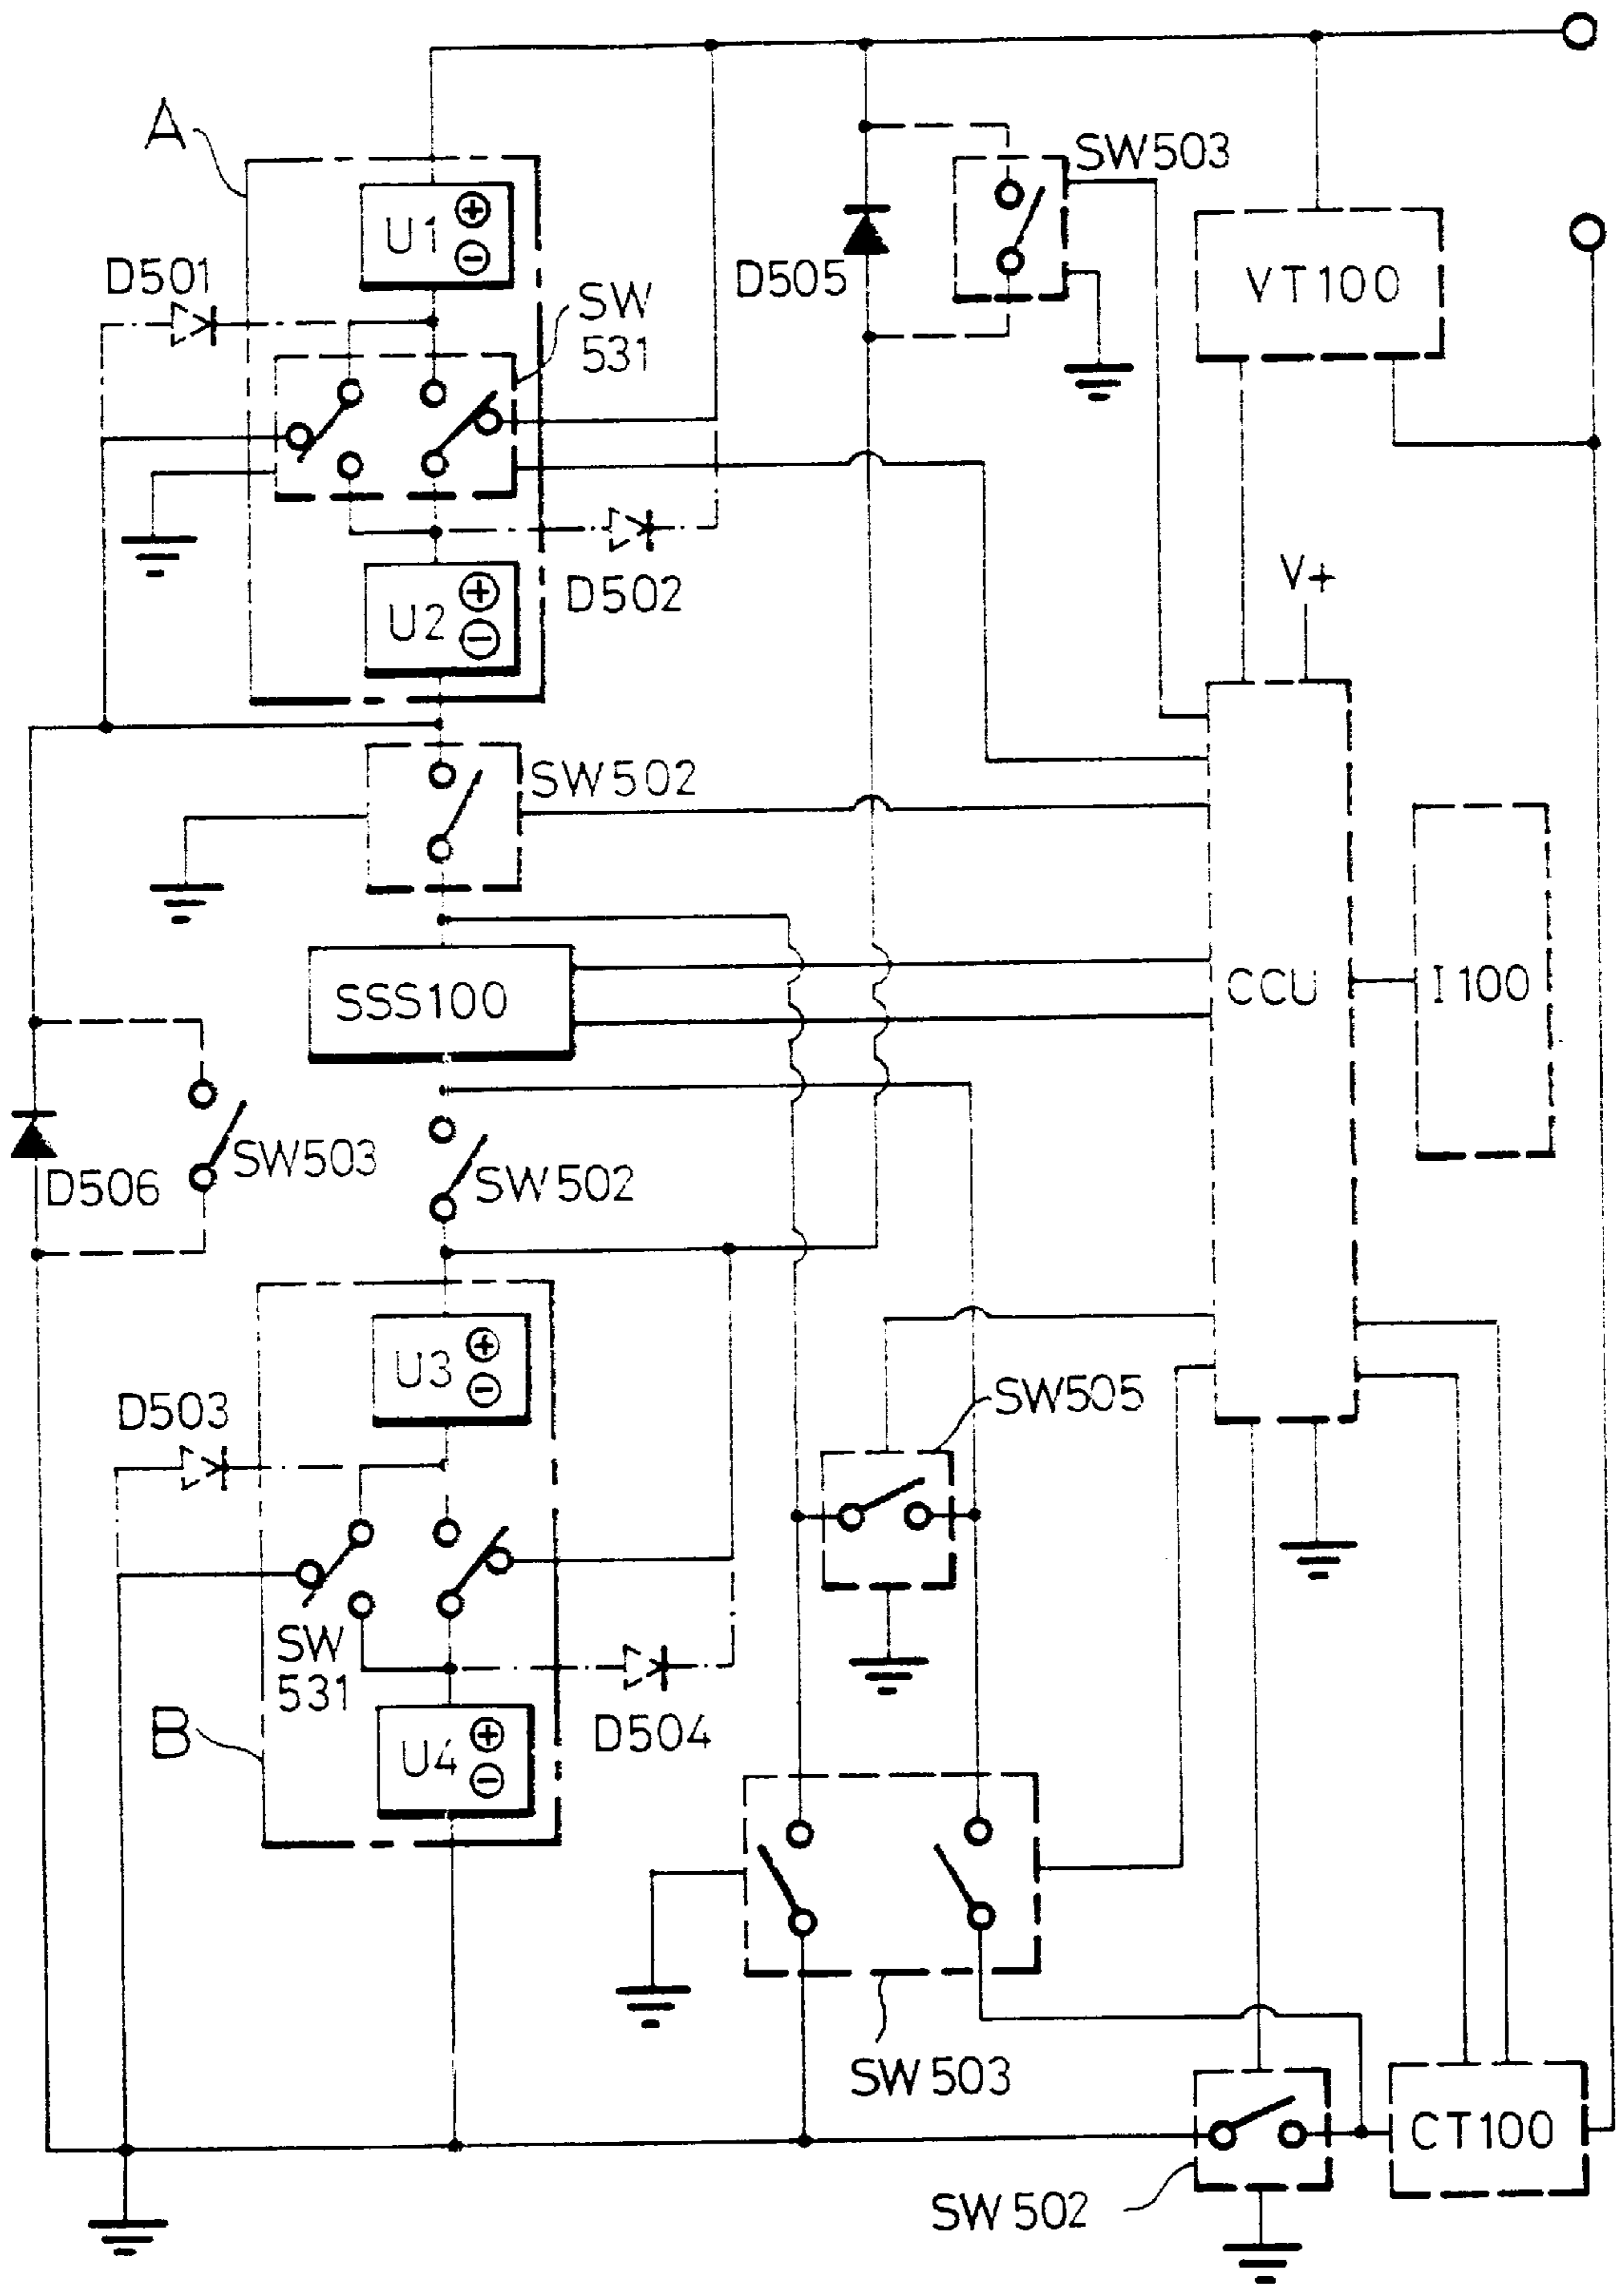 A
SW503
U1 ⊕
⊖
D501
D505
VT100
SW
531
V+
D502
U2 ⊕
⊖
SW502
SSS100
CCU
I100
SW503
D506
SW502
U3 ⊕
⊖
SW505
D503
SW
531
B
D504
U4 ⊕
⊖
SW503
CT100
SW502